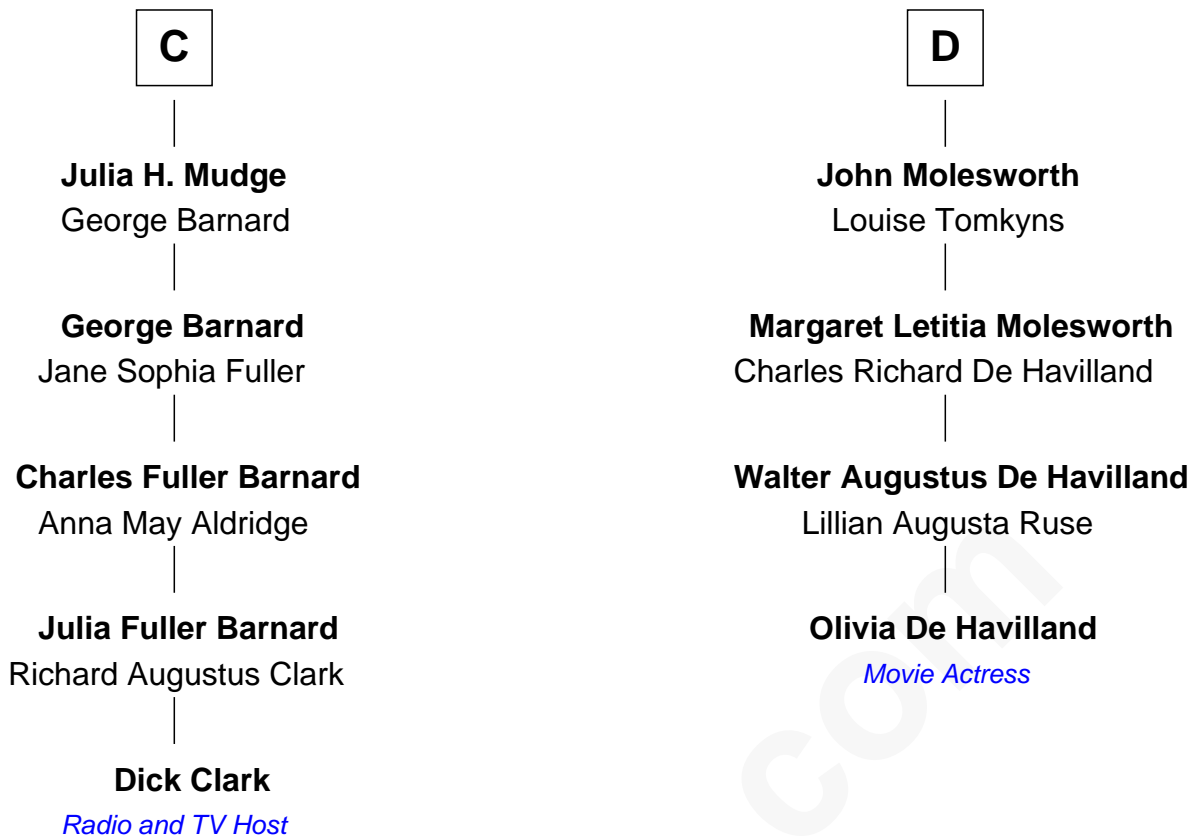 C
Julia H. Mudge
George Barnard
George Barnard
Jane Sophia Fuller
Charles Fuller Barnard
Anna May Aldridge
Julia Fuller Barnard
Richard Augustus Clark
Dick Clark
Radio and TV Host
D
John Molesworth
Louise Tomkyns
Margaret Letitia Molesworth
Charles Richard De Havilland
Walter Augustus De Havilland
Lillian Augusta Ruse
Olivia De Havilland
Movie Actress
com